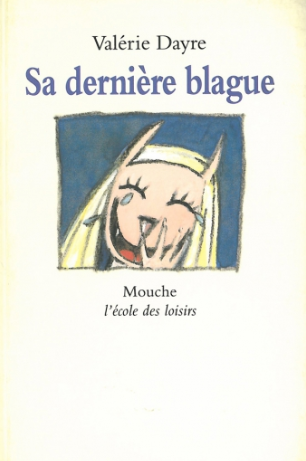 Valérie Dayre
Sa dernière blague
Mouche
l'école des loisirs